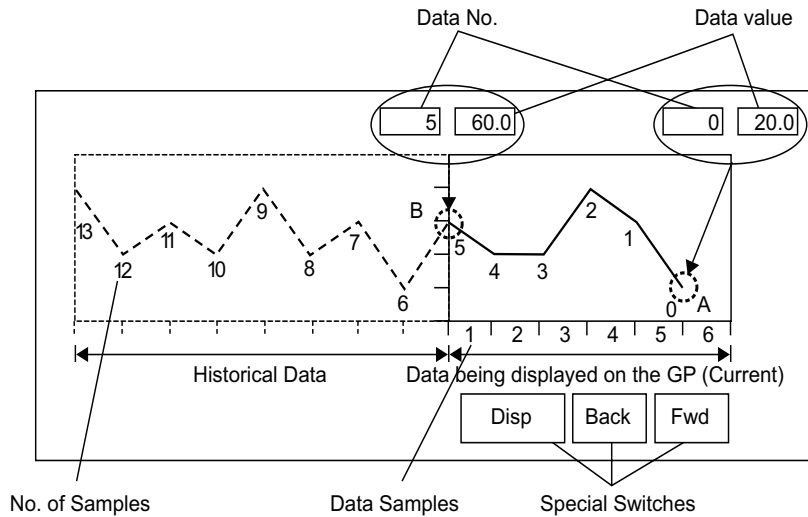 Data No. Data value
5 60.0 0 20.0
B
13 12 11 10 9 8 7 6 5 4 3 2 1 0 A
1 2 3 4 5 6
Historical Data Data being displayed on the GP (Current)
Disp Back Fwd
No. of Samples Data Samples Special Switches